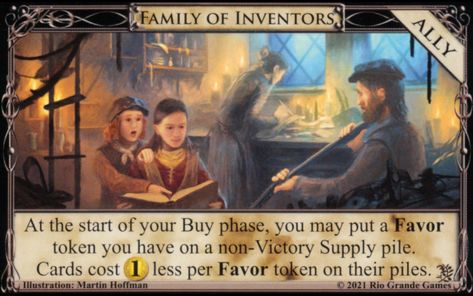 FAMILY OF INVENTORS
ALLY
At the start of your Buy phase, you may put a Favor
token you have on a non-Victory Supply pile.
Cards cost 1 less per Favor token on their piles.
Illustration: Martin Hoffman © 2021 Rio Grande Games